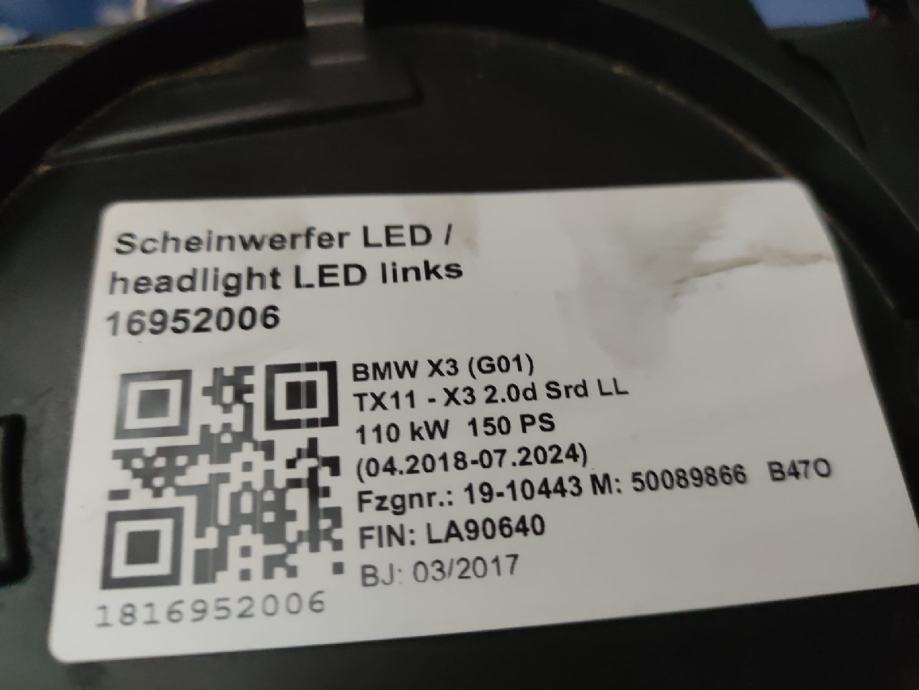 Scheinwerfer LED /
headlight LED links
16952006
BMW X3 (G01)
TX11 - X3 2.0d Srd LL
110 kW 150 PS
(04.2018-07.2024)
Fzgnr.: 19-10443 M: 50089866 B47O
FIN: LA90640
BJ: 03/2017
1816952006